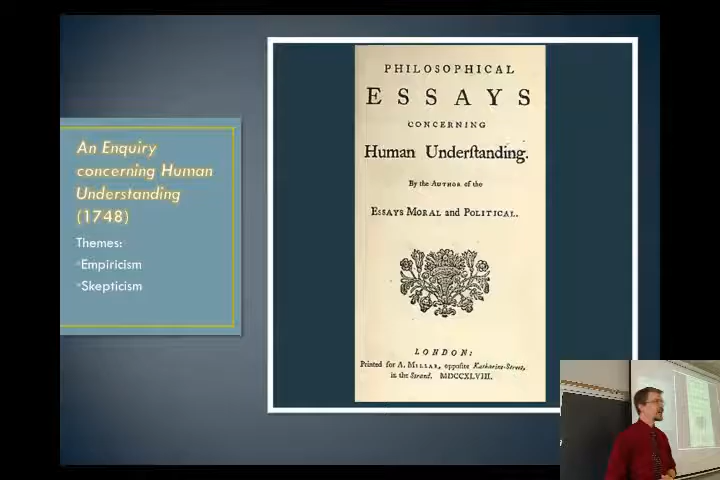 An Enquiry
concerning Human
Understanding
(1748)
Themes:
Empiricism
Skepticism
PHILOSOPHICAL
ESSAYS
CONCERNING
Human Underſtanding.
By the AUTHOR of the
ESSAYS MORAL and POLITICAL.
LONDON:
Printed for A. MILLAR, oppoſite Katharine-Street,
in the Strand. MDCCXLVIII.